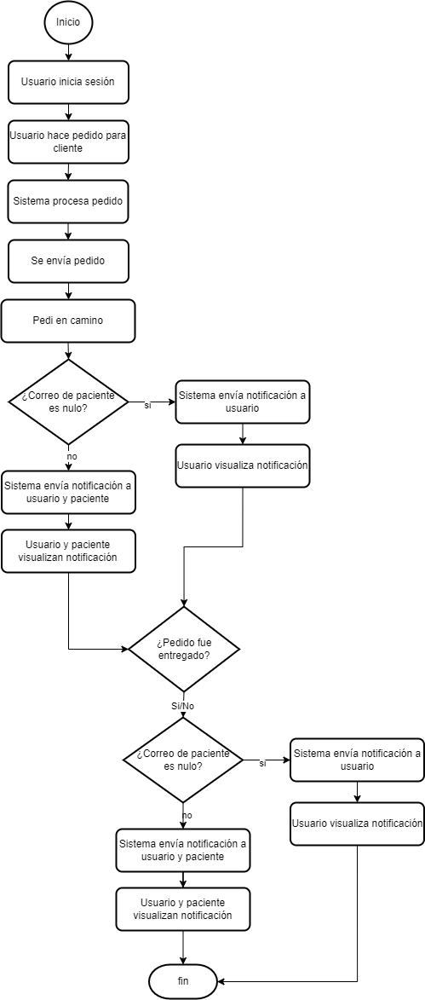 Inicio
Usuario inicia sesión
Usuario hace pedido para
cliente
Sistema procesa pedido
Se envía pedido
Pedi en camino
¿Correo de paciente
es nulo?
si
Sistema envía notificación a
usuario
no
Usuario visualiza notificación
Sistema envía notificación a
usuario y paciente
Usuario y paciente
visualizan notificación
¿Pedido fue
entregado?
Si/No
¿Correo de paciente
es nulo?
si
Sistema envía notificación a
usuario
no
Usuario visualiza notificación
Sistema envía notificación a
usuario y paciente
Usuario y paciente
visualizan notificación
fin